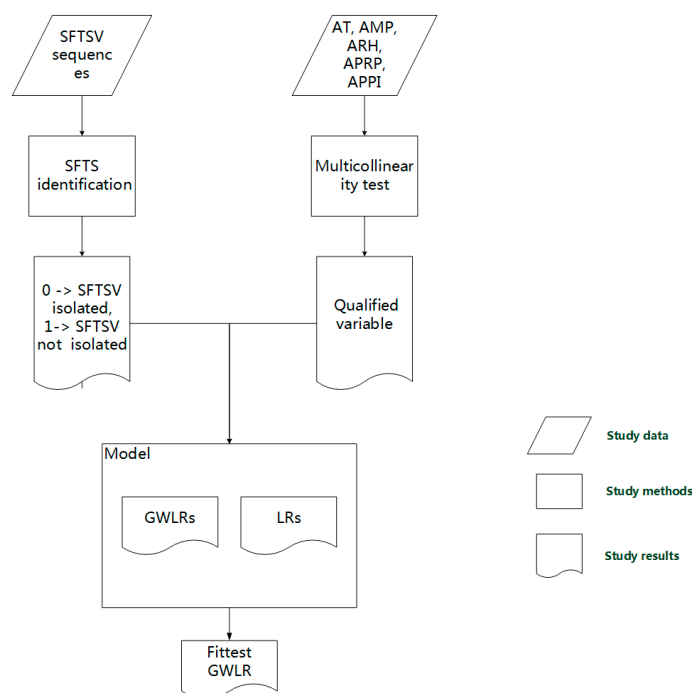 SFTSV
sequenc
es
AT, AMP,
ARH,
APRP,
APPI
SFTS
identification
Multicollinear
ity test
0 -> SFTSV
isolated,
1-> SFTSV
not isolated
Qualified
variable
Model
GWLRs
LRs
Fittest
GWLR
Study data
Study methods
Study results